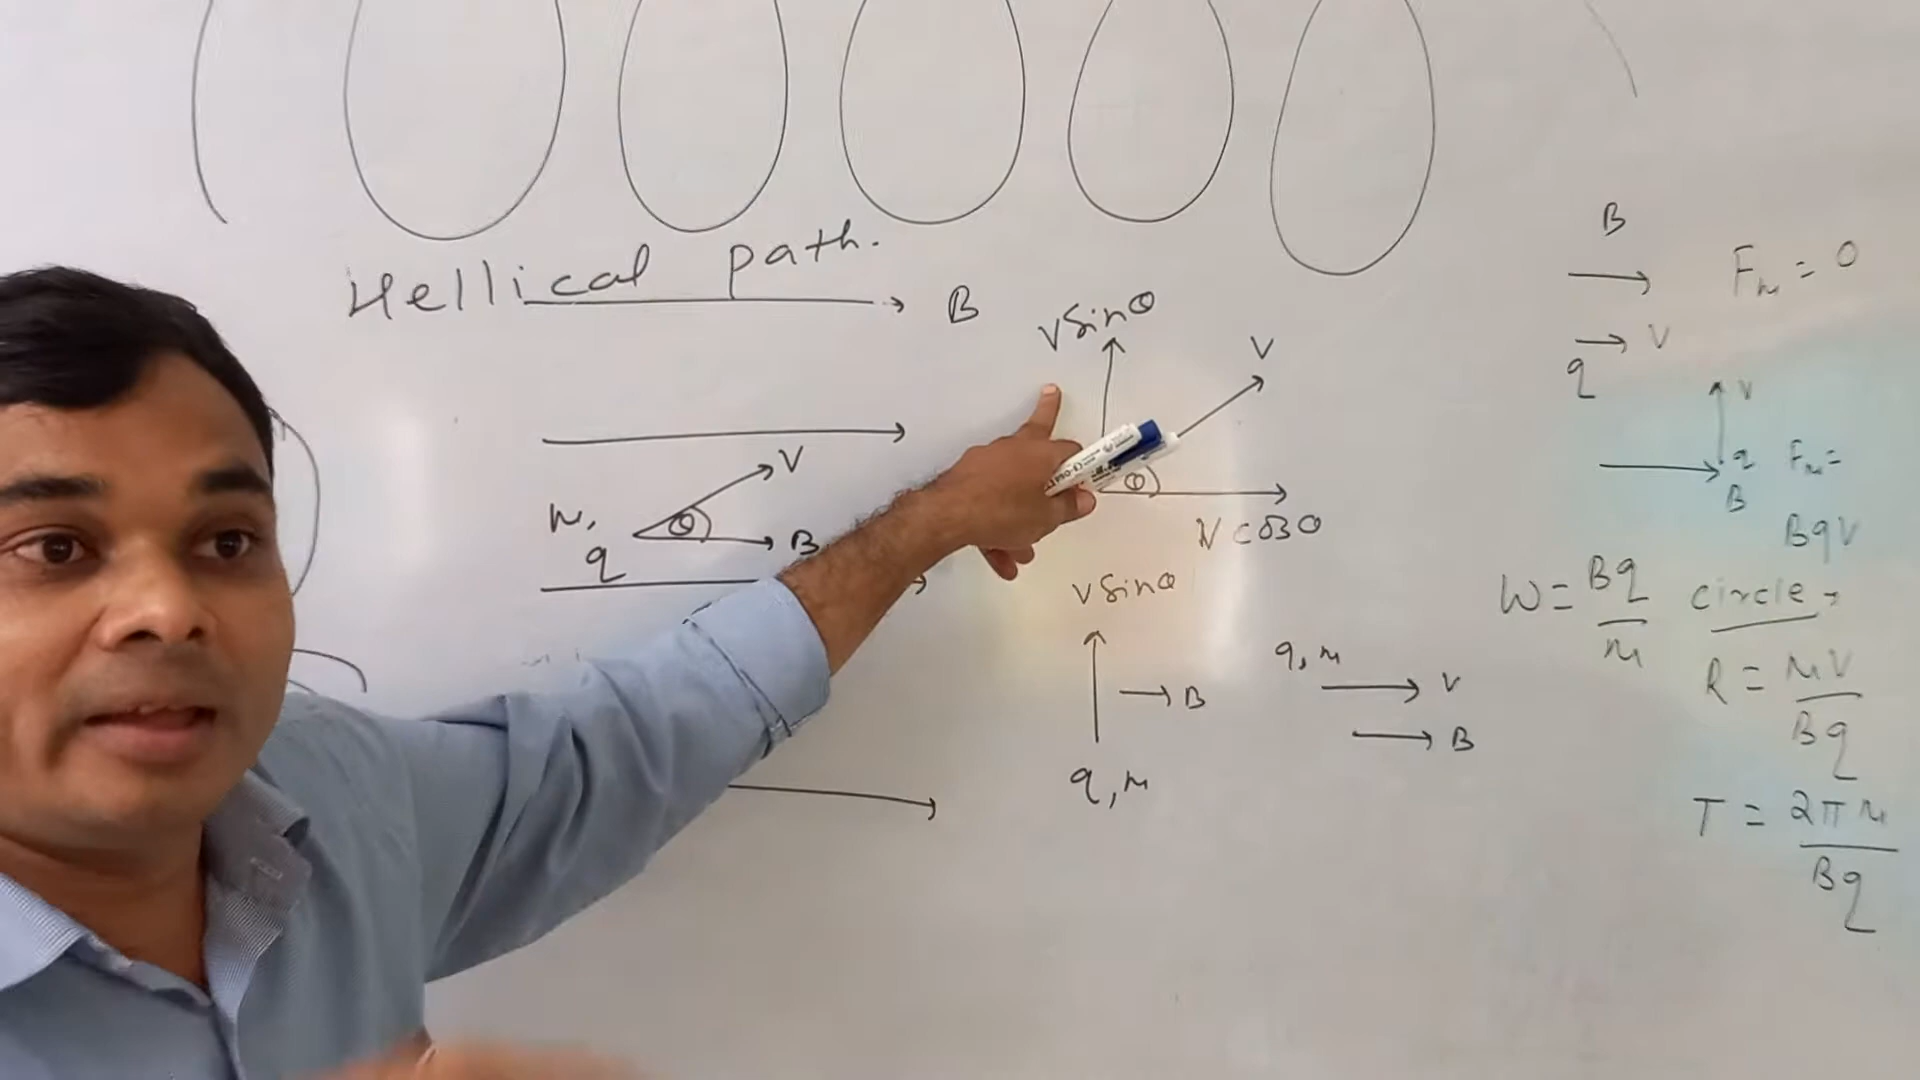 Hellical path.
B
V
θ
m,
q
B
vsinθ
V
θ
Vcosθ
vsinθ
B
q,m
q,m
V
B
B
Fm = 0
V
q
V
q
B
Fm =
BqV
W = Bq/m
circle,
R = mV/Bq
T = 2πm/Bq